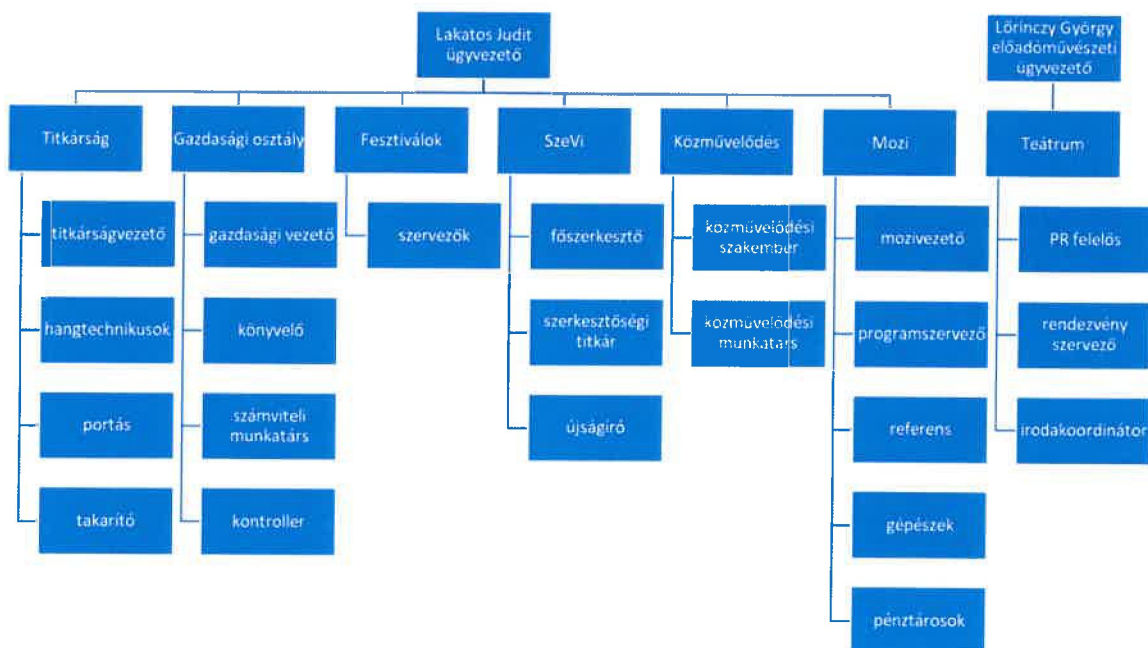 Lakatos Judit
ügyvezető
Lőrinczy György
előadóművészeti
ügyvezető
Titkárság
Gazdasági osztály
Fesztiválok
SzeVi
Közművelődés
Mozi
Teátrum
titkárságvezető
gazdasági vezető
szervezők
főszerkesztő
közművelődési
szakember
mozivezető
PR felelős
hangtechnikusok
könyvelő
szerkesztőségi
titkár
közművelődési
munkatárs
programszervező
rendezvény
szervező
portás
számviteli
munkatárs
újságíró
referens
irodakoordinátor
takarító
kontroller
gépészek
pénztárosok